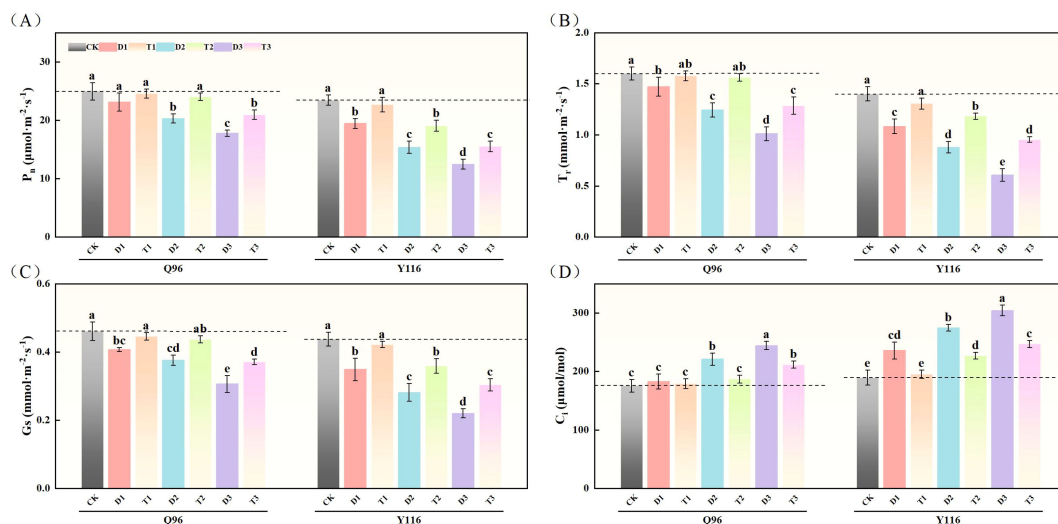 (A)
30
20
10
0
Pn (μmol·m-2·s-1)
CK D1 T1 D2 T2 D3 T3
a a a b a c b
a b a c b d c
CK D1 T1 D2 T2 D3 T3 CK D1 T1 D2 T2 D3 T3
Q96 Y116
(B)
2.0
1.5
1.0
0.5
0.0
Tr (mmol·m-2·s-1)
a b ab c ab d c
a c a d b e d
CK D1 T1 D2 T2 D3 T3 CK D1 T1 D2 T2 D3 T3
Q96 Y116
(C)
0.6
0.4
0.2
0.0
Gs (mmol·m-2·s-1)
a bc a cd ab e d
a b a c b d c
CK D1 T1 D2 T2 D3 T3 CK D1 T1 D2 T2 D3 T3
Q96 Y116
(D)
300
200
100
0
Ci (μmol/mol)
c c c b c a b
e cd e b d a c
CK D1 T1 D2 T2 D3 T3 CK D1 T1 D2 T2 D3 T3
Q96 Y116